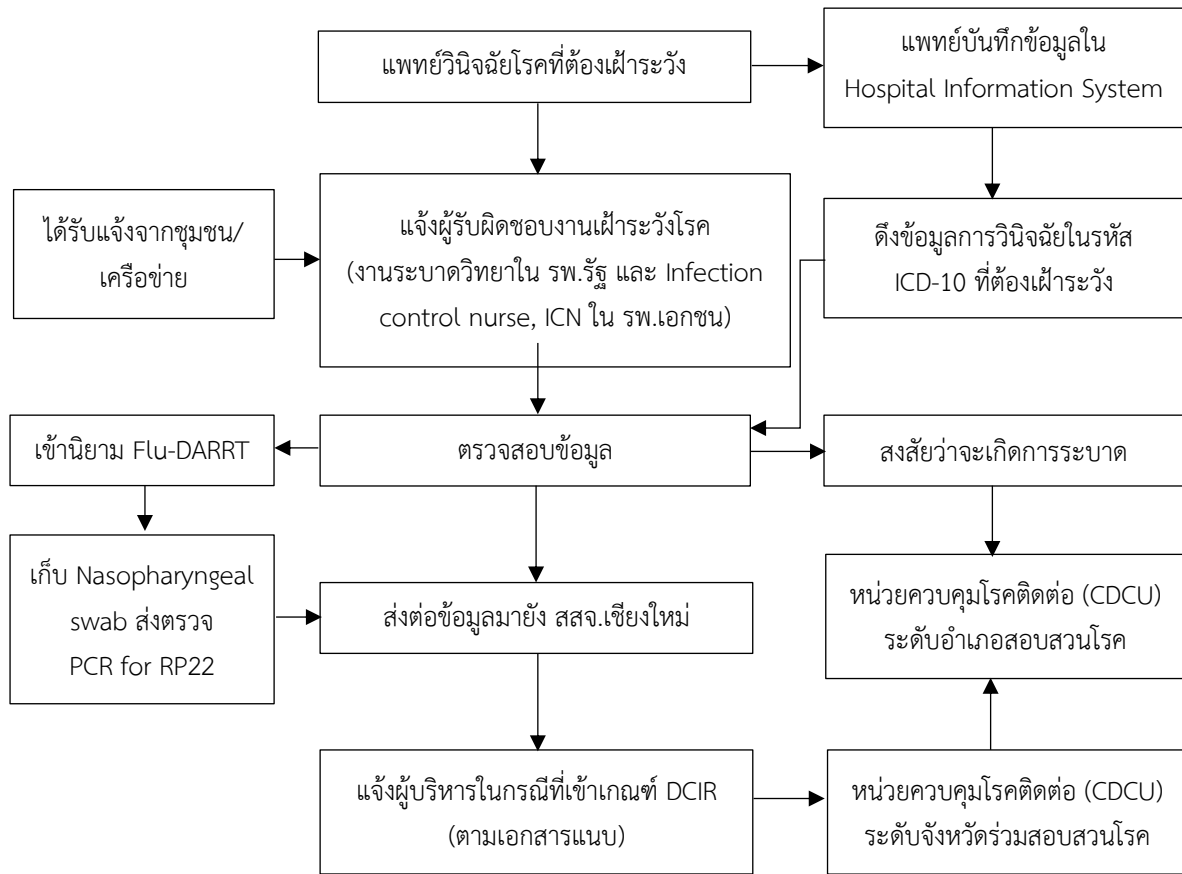 แพทย์วินิจฉัยโรคที่ต้องเฝ้าระวัง
แพทย์บันทึกข้อมูลใน
Hospital Information System
ได้รับแจ้งจากชุมชน/
เครือข่าย
แจ้งผู้รับผิดชอบงานเฝ้าระวังโรค
(งานระบาดวิทยาใน รพ.รัฐ และ Infection
control nurse, ICN ใน รพ.เอกชน)
ดึงข้อมูลการวินิจฉัยในรหัส
ICD-10 ที่ต้องเฝ้าระวัง
เข้านิยาม Flu-DARRT
ตรวจสอบข้อมูล
สงสัยว่าจะเกิดการระบาด
เก็บ Nasopharyngeal
swab ส่งตรวจ
PCR for RP22
ส่งต่อข้อมูลมายัง สสจ.เชียงใหม่
หน่วยควบคุมโรคติดต่อ (CDCU)
ระดับอำเภอสอบสวนโรค
แจ้งผู้บริหารในกรณีที่เข้าเกณฑ์ DCIR
(ตามเอกสารแนบ)
หน่วยควบคุมโรคติดต่อ (CDCU)
ระดับจังหวัดร่วมสอบสวนโรค